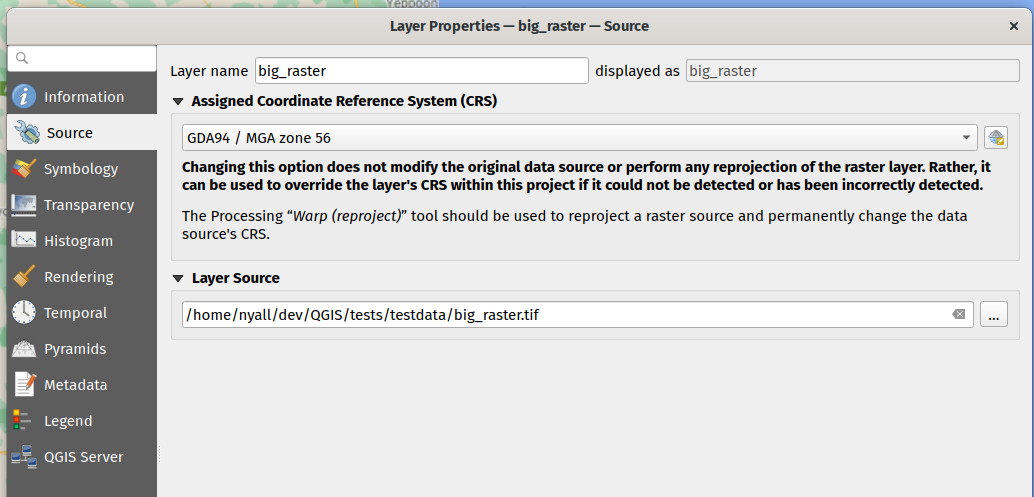 Yeppoon
Layer Properties — big_raster — Source
Layer name big_raster displayed as big_raster
Information
Source
Symbology
Transparency
Histogram
Rendering
Temporal
Pyramids
Metadata
Legend
QGIS Server
Assigned Coordinate Reference System (CRS)
GDA94 / MGA zone 56
Changing this option does not modify the original data source or perform any reprojection of the raster layer. Rather, it
can be used to override the layer's CRS within this project if it could not be detected or has been incorrectly detected.
The Processing “Warp (reproject)” tool should be used to reproject a raster source and permanently change the data
source's CRS.
Layer Source
/home/nyall/dev/QGIS/tests/testdata/big_raster.tif
...